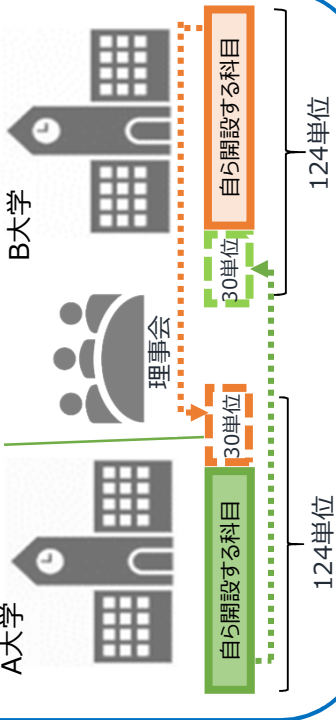 A大学
B大学
理事会
自ら開設する科目
30単位
30単位
自ら開設する科目
124単位
124単位